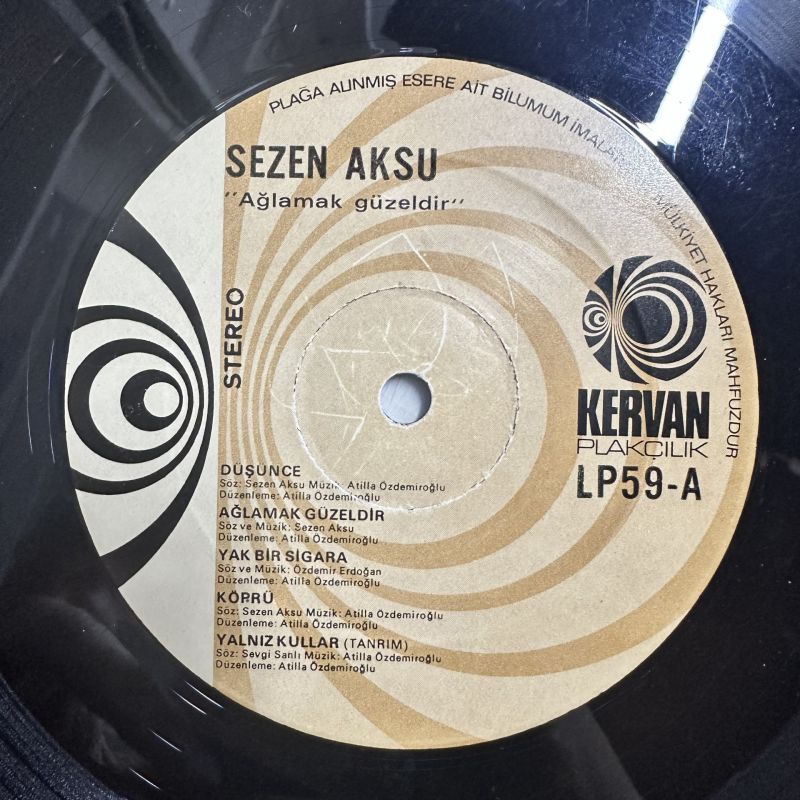 PLAĞA ALINMIŞ ESERE AİT BİLUMUM İMALAT MÜLKİYET HAKLARI MAHFUZDUR
SEZEN AKSU
"Ağlamak güzeldir"
STEREO
KERVAN
PLAKÇILIK
LP59-A
DÜŞÜNCE
Söz: Sezen Aksu Müzik: Atilla Özdemiroğlu
Düzenleme: Atilla Özdemiroğlu
AĞLAMAK GÜZELDİR
Söz ve Müzik: Sezen Aksu
Düzenleme: Atilla Özdemiroğlu
YAK BİR SİGARA
Söz ve Müzik: Özdemir Erdoğan
Düzenleme: Atilla Özdemiroğlu
KÖPRÜ
Söz: Sezen Aksu Müzik: Atilla Özdemiroğlu
Düzenleme: Atilla Özdemiroğlu
YALNIZ KULLAR (TANRIM)
Söz: Sevgi Sanlı Müzik: Atilla Özdemiroğlu
Düzenleme: Atilla Özdemiroğlu